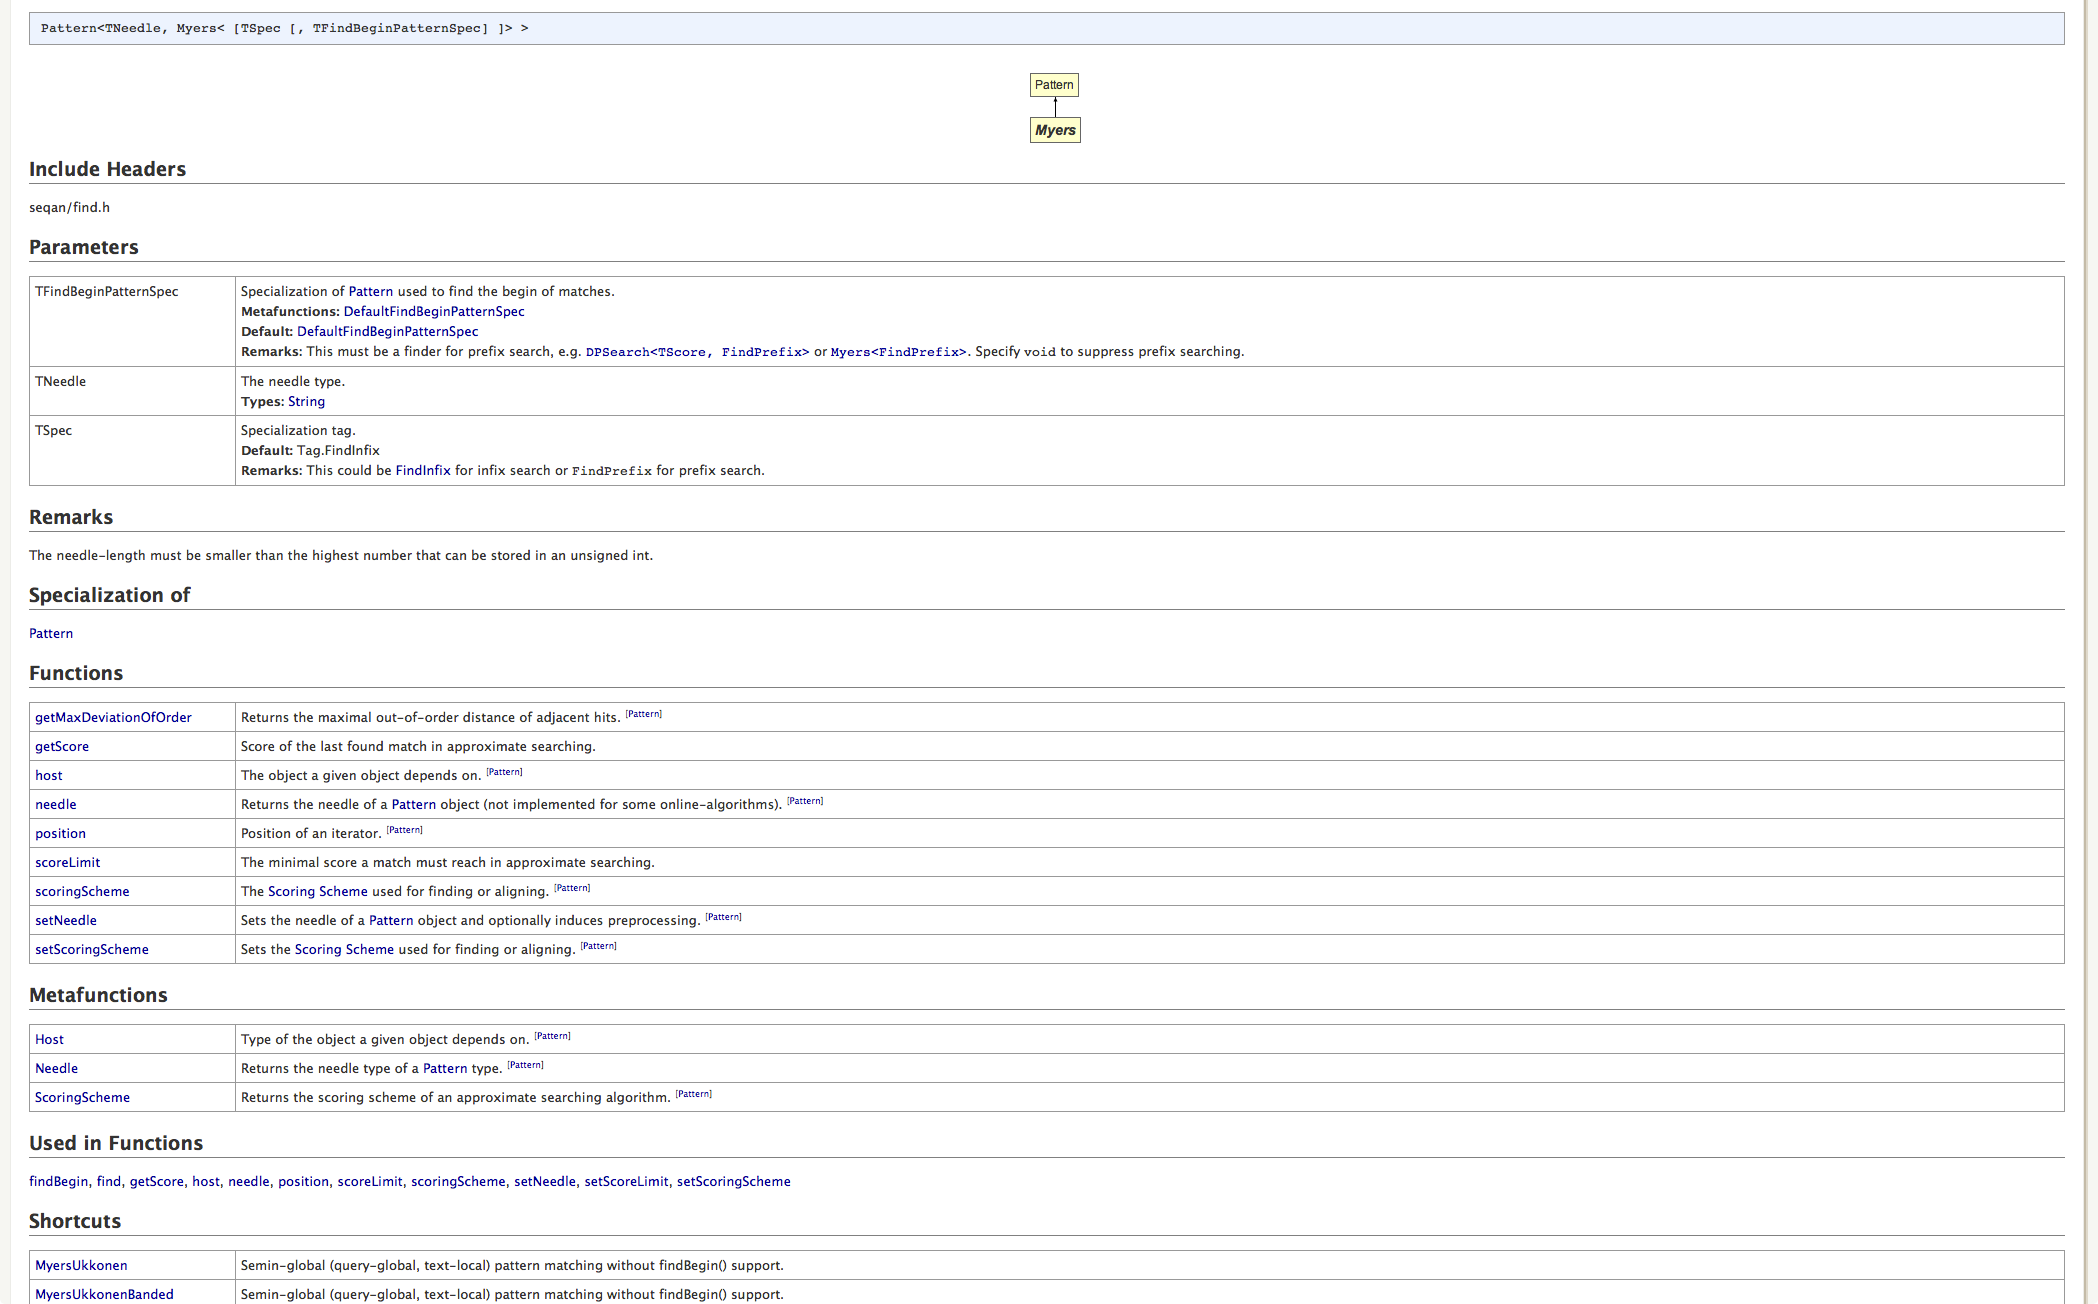 Pattern<TNeedle, Myers< [TSpec [, TFindBeginPatternSpec] ]> >
Pattern
Myers
Include Headers
seqan/find.h
Parameters
TFindBeginPatternSpec
Specialization of Pattern used to find the begin of matches.
Metafunctions: DefaultFindBeginPatternSpec
Default: DefaultFindBeginPatternSpec
Remarks: This must be a finder for prefix search, e.g. DPSearch<TScore, FindPrefix> or Myers<FindPrefix>. Specify void to suppress prefix searching.
TNeedle
The needle type.
Types: String
TSpec
Specialization tag.
Default: Tag.FindInfix
Remarks: This could be FindInfix for infix search or FindPrefix for prefix search.
Remarks
The needle-length must be smaller than the highest number that can be stored in an unsigned int.
Specialization of
Pattern
Functions
getMaxDeviationOfOrder Returns the maximal out-of-order distance of adjacent hits. [Pattern]
getScore Score of the last found match in approximate searching.
host The object a given object depends on. [Pattern]
needle Returns the needle of a Pattern object (not implemented for some online-algorithms). [Pattern]
position Position of an iterator. [Pattern]
scoreLimit The minimal score a match must reach in approximate searching.
scoringScheme The Scoring Scheme used for finding or aligning. [Pattern]
setNeedle Sets the needle of a Pattern object and optionally induces preprocessing. [Pattern]
setScoringScheme Sets the Scoring Scheme used for finding or aligning. [Pattern]
Metafunctions
Host Type of the object a given object depends on. [Pattern]
Needle Returns the needle type of a Pattern type. [Pattern]
ScoringScheme Returns the scoring scheme of an approximate searching algorithm. [Pattern]
Used in Functions
findBegin, find, getScore, host, needle, position, scoreLimit, scoringScheme, setNeedle, setScoreLimit, setScoringScheme
Shortcuts
MyersUkkonen Semin-global (query-global, text-local) pattern matching without findBegin() support.
MyersUkkonenBanded Semin-global (query-global, text-local) pattern matching without findBegin() support.